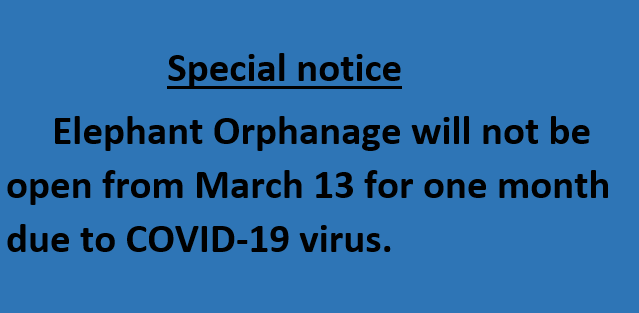 Special notice
Elephant Orphanage will not be
open from March 13 for one month
due to COVID-19 virus.